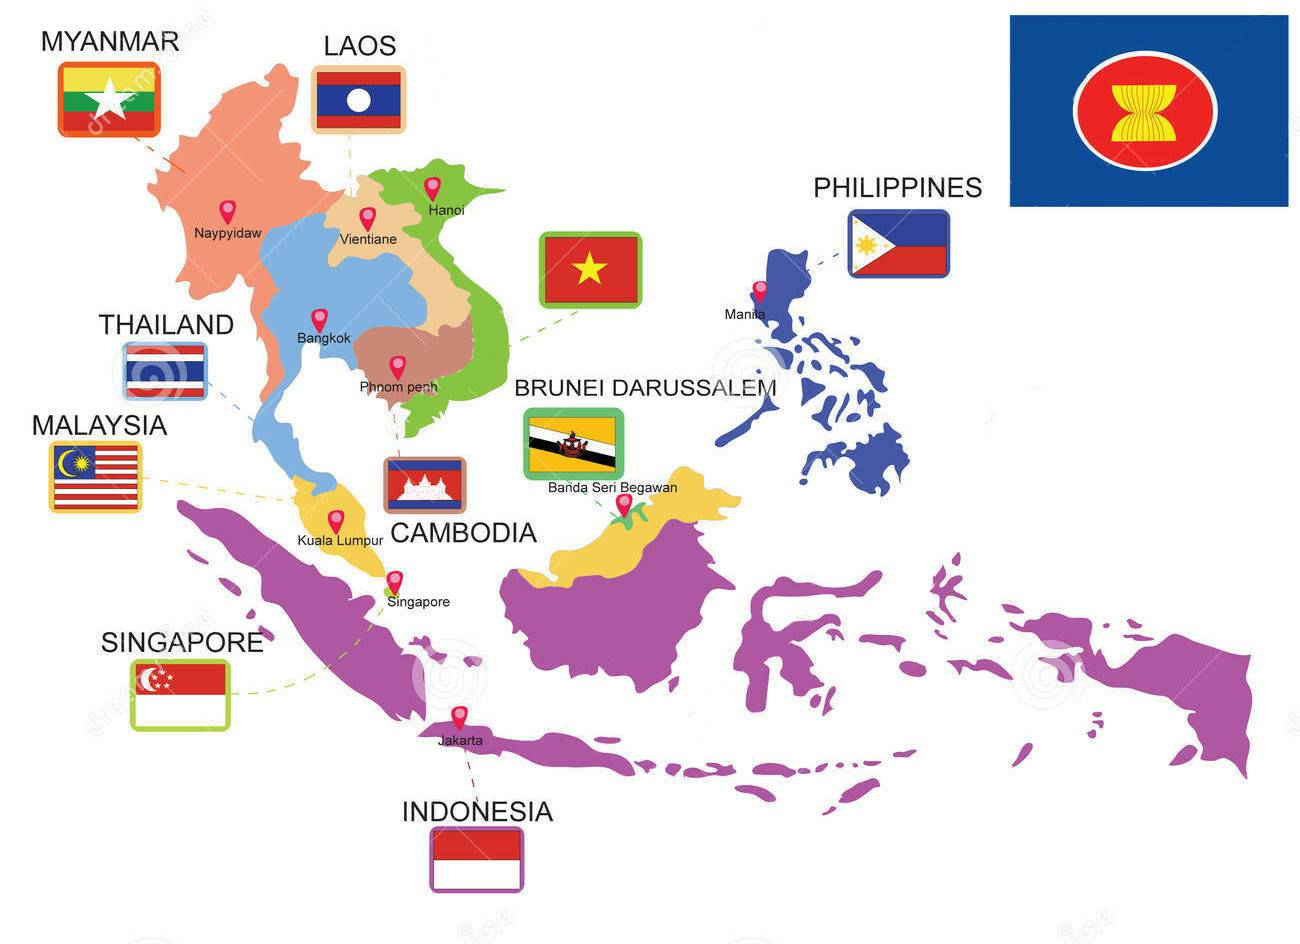 MYANMAR
LAOS
PHILIPPINES
Hanoi
Naypyidaw
Vientiane
THAILAND
Manila
Bangkok
Phnom penh
BRUNEI DARUSSALEM
MALAYSIA
Banda Seri Begawan
CAMBODIA
Kuala Lumpur
Singapore
SINGAPORE
Jakarta
INDONESIA